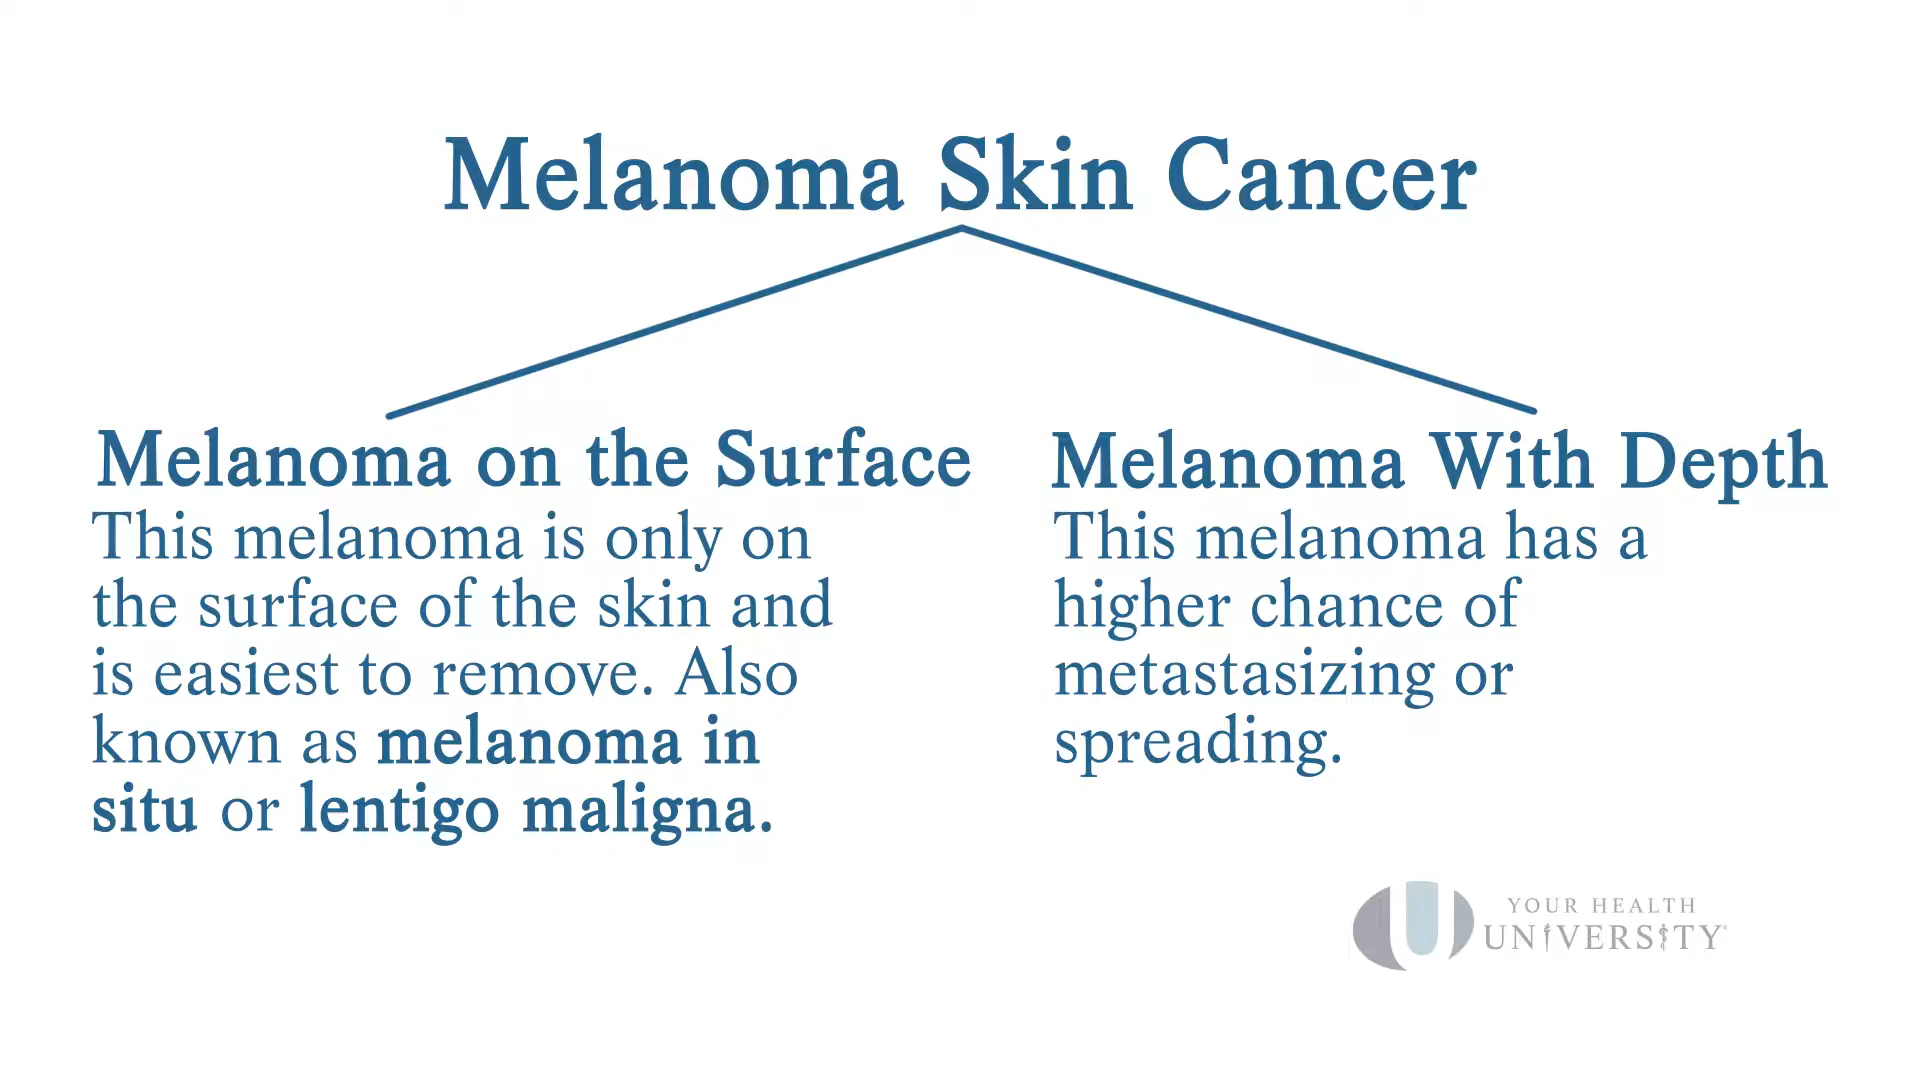 Melanoma Skin Cancer
Melanoma on the Surface
This melanoma is only on
the surface of the skin and
is easiest to remove. Also
known as melanoma in
situ or lentigo maligna.
Melanoma With Depth
This melanoma has a
higher chance of
metastasizing or
spreading.
YOUR HEALTH
UNIVERSITY